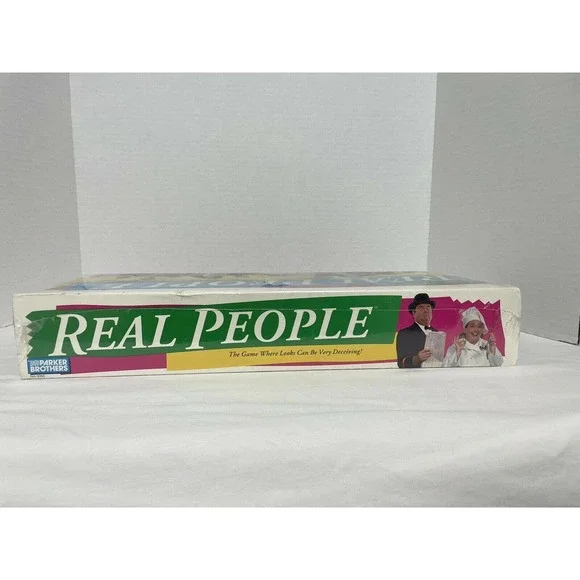 REAL PEOPLE
The Game Where Looks Can Be Very Deceiving!
PARKER
BROTHERS